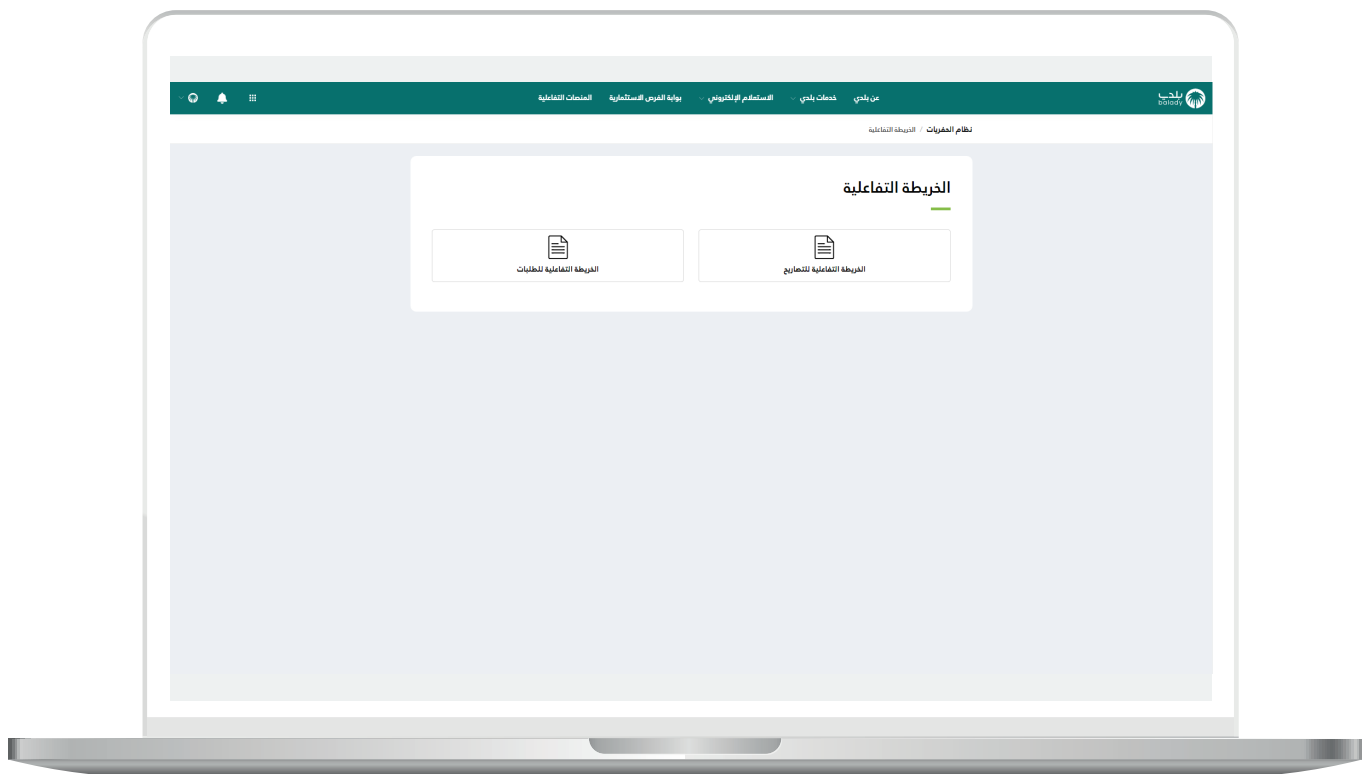 بلدي
balady
عن بلدي خدمات بلدي الاستعلام الإلكتروني بوابة الفرص الاستثمارية المنصات التفاعلية
نظام الحفريات / الخريطة التفاعلية
الخريطة التفاعلية
الخريطة التفاعلية للتصاريح الخريطة التفاعلية للطلبات